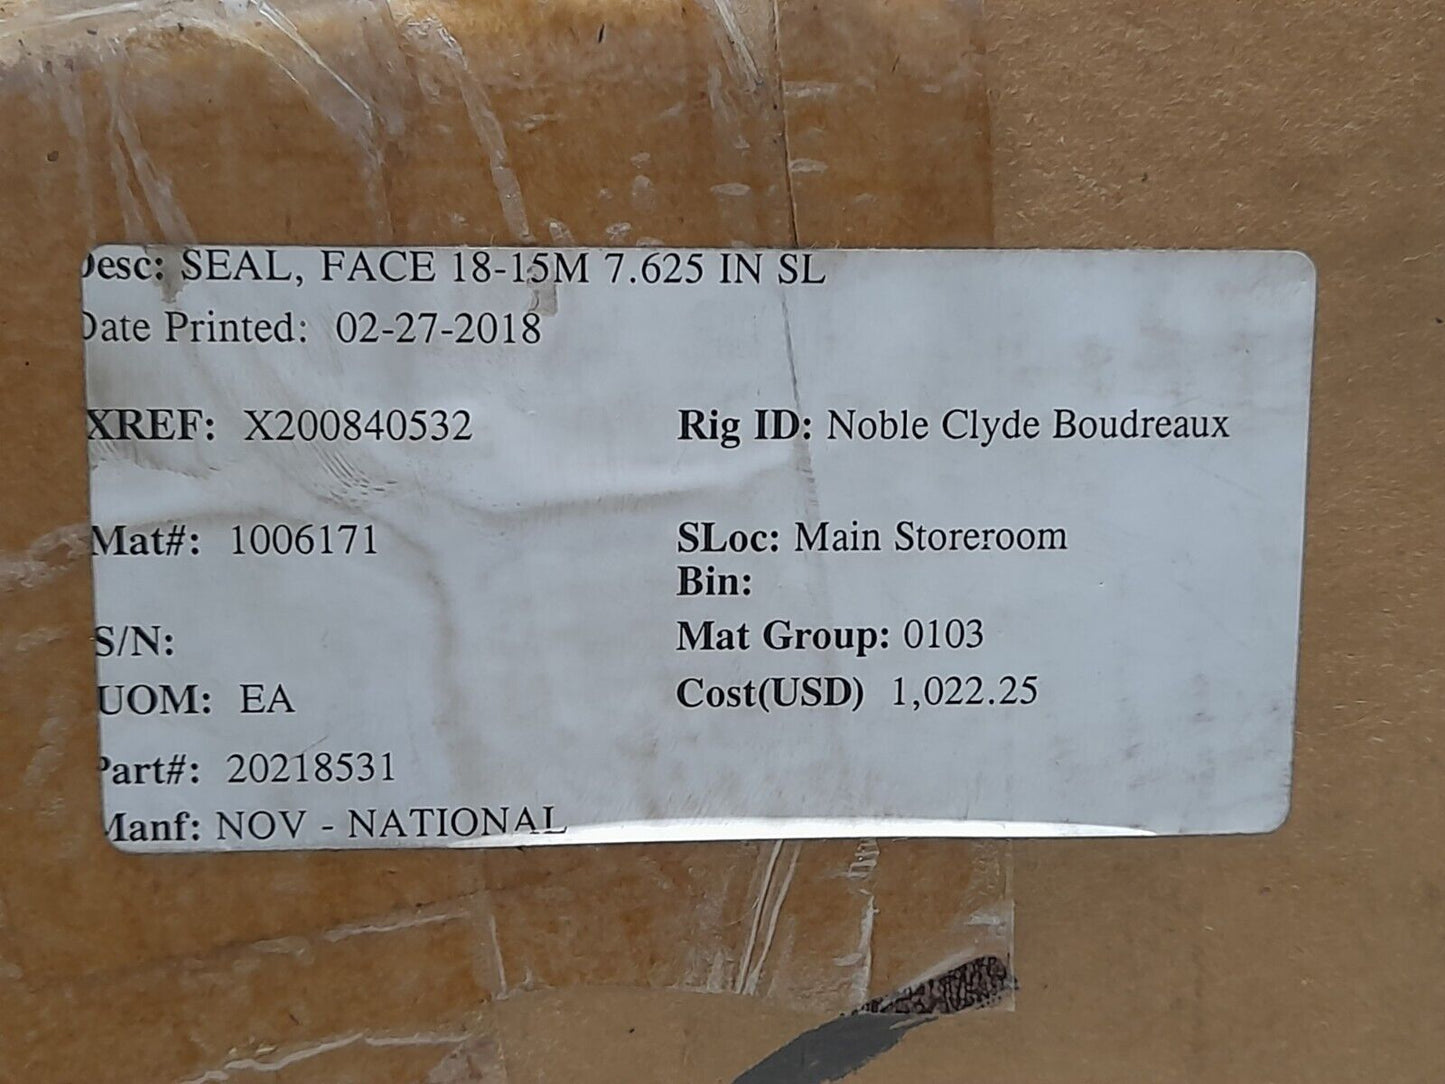 Desc: SEAL, FACE 18-15M 7.625 IN SL
Date Printed: 02-27-2018
XREF: X200840532 Rig ID: Noble Clyde Boudreaux
Mat#: 1006171 SLoc: Main Storeroom
Bin:
S/N: Mat Group: 0103
UOM: EA Cost(USD) 1,022.25
Part#: 20218531
Manf: NOV - NATIONAL